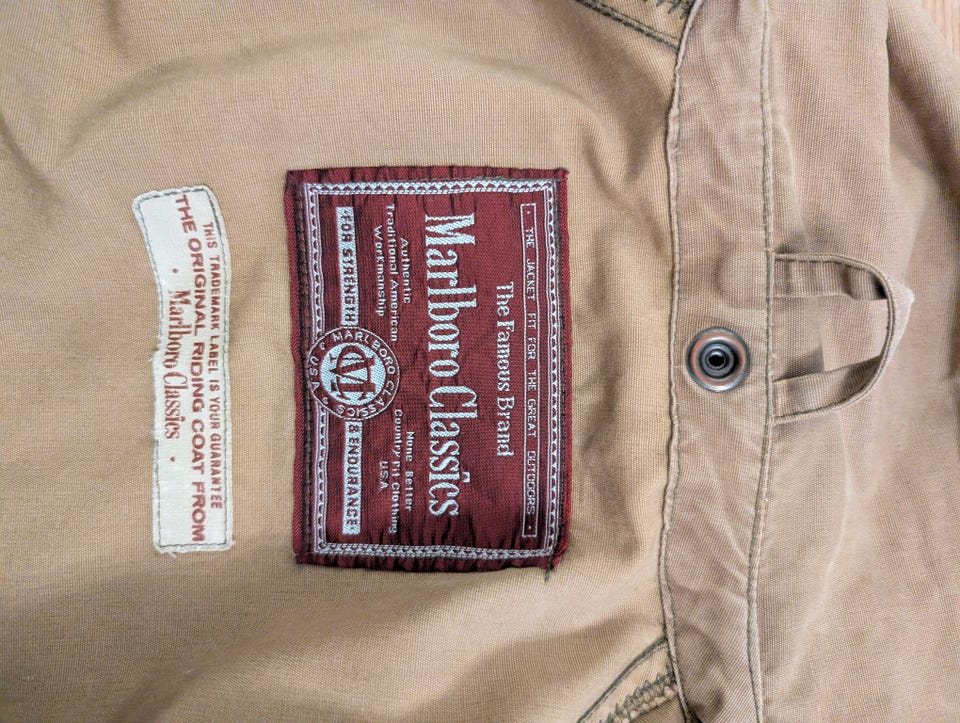 · THE JACKET FIT FOR THE GREAT OUTDOORS ·
The Famous Brand
Marlboro Classics
Authentic
Traditional American
Workmanship
None Better
Country Fit Clothing
U.S.A.
FOR STRENGTH
& ENDURANCE
MARLBORO CLASSICS
USA
MC
THIS TRADEMARK LABEL IS YOUR GUARANTEE
THE ORIGINAL RIDING COAT FROM
· Marlboro Classics ·